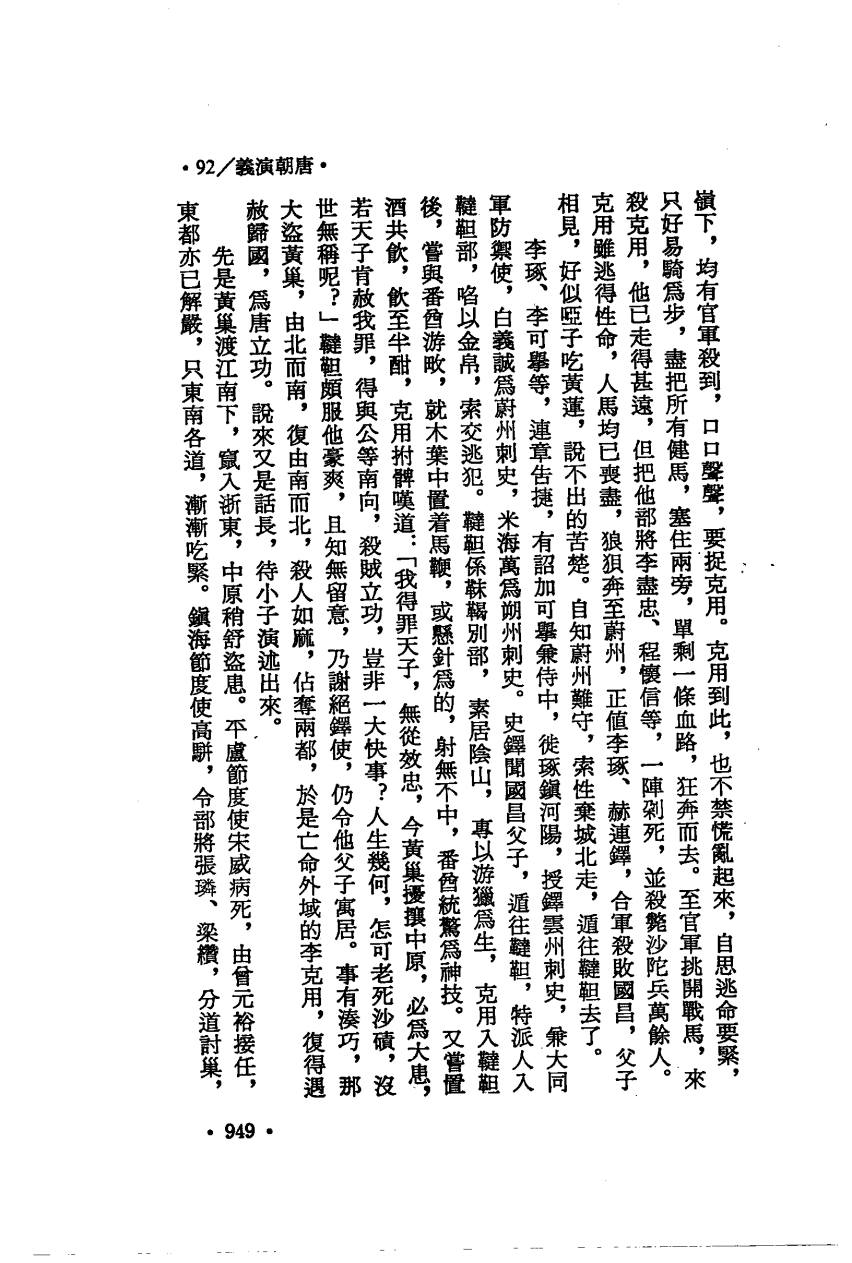 ·92／義演朝唐·
嶺下，均有官軍殺到，口口聲聲，要捉克用。克用到此，也不禁慌亂起來，自思逃命要緊，
只好易騎爲步，盡把所有健馬，塞住兩旁，單剩一條血路，狂奔而去。至官軍挑開戰馬，來
殺克用，他已走得甚遠，但把他部將李盡忠、程懷信等，一陣剁死，並殺斃沙陀兵萬餘人。
克用雖逃得性命，人馬均已喪盡，狼狽奔至蔚州，正值李琢、赫連鐸，合軍殺敗國昌，父子
相見，好似啞子吃黃蓮，說不出的苦楚。自知蔚州難守，索性棄城北走，遁往韃靼去了。
李琢、李可擧等，連章告捷，有詔加可擧兼侍中，徙琢鎭河陽，授鐸雲州刺史，兼大同
軍防禦使，白義誠爲蔚州刺史，米海萬爲朔州刺史。史鐸聞國昌父子，遁往韃靼，特派人入
韃靼部，啗以金帛，索交逃犯。韃靼係靺鞨別部，素居陰山，專以游獵爲生，克用入韃靼
後，嘗與番酋游畋，就木葉中置着馬鞭，或懸針爲的，射無不中，番酋統驚爲神技。又嘗置
酒共飲，飲至半酣，克用拊髀嘆道：「我得罪天子，無從效忠，今黃巢擾攘中原，必爲大患，
若天子肯赦我罪，得與公等南向，殺賊立功，豈非一大快事？人生幾何，怎可老死沙磧，沒
世無稱呢？」韃靼頗服他豪爽，且知無留意，乃謝絕鐸使，仍令他父子寓居。事有湊巧，那
大盜黃巢，由北而南，復由南而北，殺人如麻，佔奪兩都，於是亡命外域的李克用，復得遇
赦歸國，爲唐立功。說來又是話長，待小子演述出來。
先是黃巢渡江南下，竄入浙東，中原稍舒盜患。平盧節度使宋威病死，由曾元裕接任，
東都亦已解嚴，只東南各道，漸漸吃緊。鎭海節度使高駢，令部將張璘、梁纘，分道討巢，
·949·